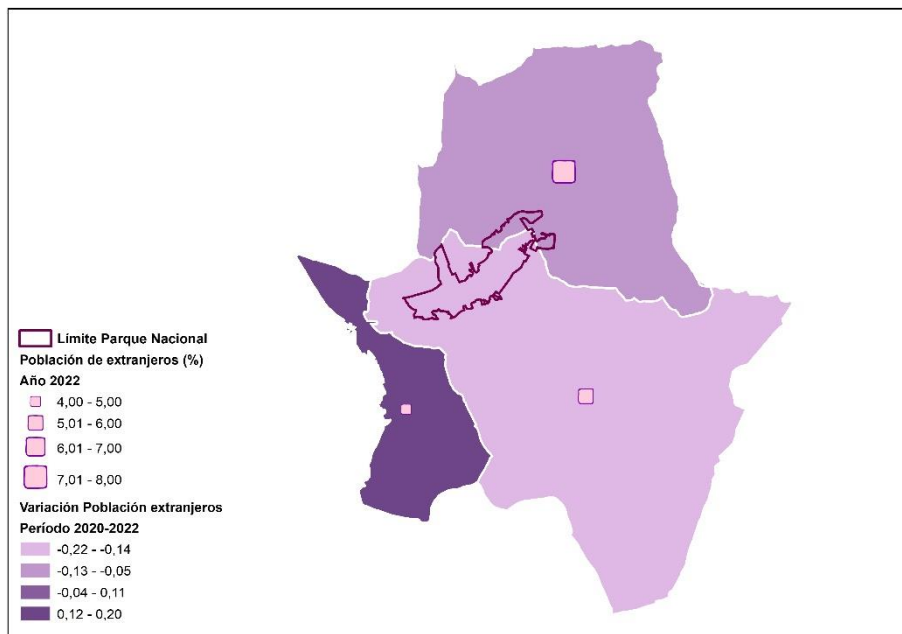 Límite Parque Nacional
Población de extranjeros (%)
Año 2022
4,00 - 5,00
5,01 - 6,00
6,01 - 7,00
7,01 - 8,00
Variación Población extranjeros
Período 2020-2022
-0,22 - -0,14
-0,13 - -0,05
-0,04 - 0,11
0,12 - 0,20